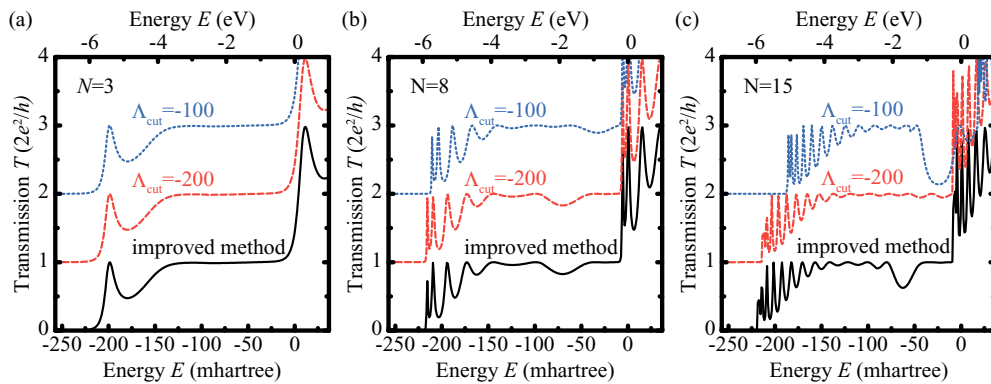 (a)
Energy E (eV)
-6 -4 -2 0
N=3
Λcut=-100
Λcut=-200
improved method
Transmission T (2e²/h)
4
3
2
1
0
-250 -200 -150 -100 -50 0
Energy E (mhartree)
(b)
Energy E (eV)
-6 -4 -2 0
N=8
Λcut=-100
Λcut=-200
improved method
Transmission T (2e²/h)
4
3
2
1
0
-250 -200 -150 -100 -50 0
Energy E (mhartree)
(c)
Energy E (eV)
-6 -4 -2 0
N=15
Λcut=-100
Λcut=-200
improved method
Transmission T (2e²/h)
4
3
2
1
0
-250 -200 -150 -100 -50 0
Energy E (mhartree)